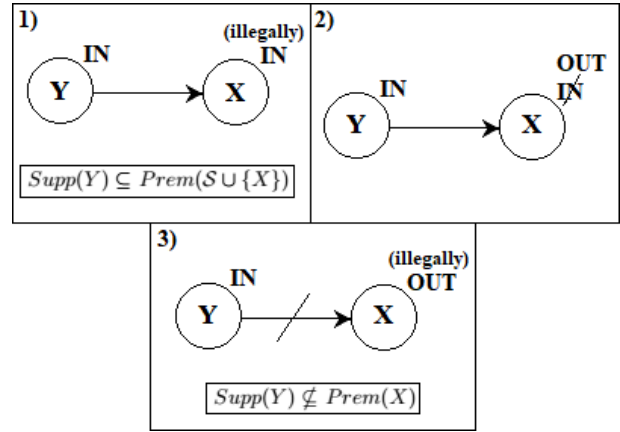 1)
(illegally)
IN
IN
Y
X
Supp(Y) ⊆ Prem(S ∪ {X})
2)
OUT
IN
IN
Y
X
3)
(illegally)
IN
OUT
Y
X
Supp(Y) ⊈ Prem(X)